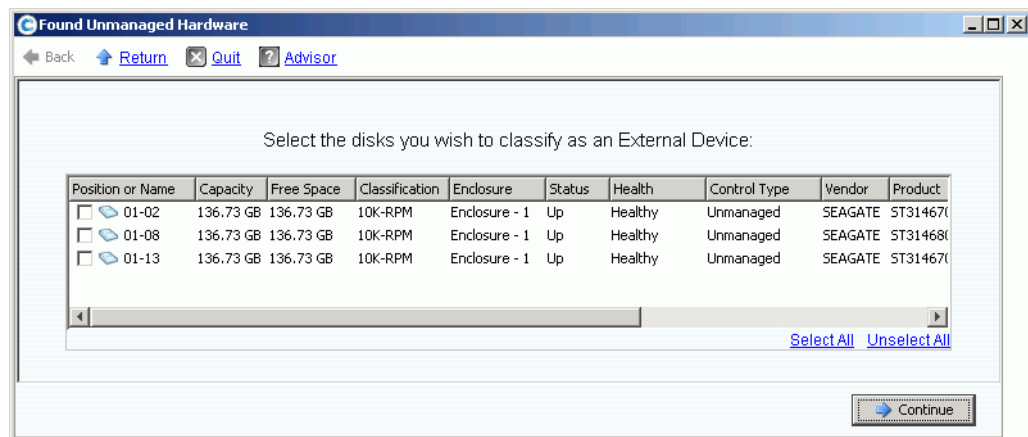 Found Unmanaged Hardware
Back Return Quit Advisor
Select the disks you wish to classify as an External Device:
Position or Name Capacity Free Space Classification Enclosure Status Health Control Type Vendor Product
01-02 136.73 GB 136.73 GB 10K-RPM Enclosure - 1 Up Healthy Unmanaged SEAGATE ST314670
01-08 136.73 GB 136.73 GB 10K-RPM Enclosure - 1 Up Healthy Unmanaged SEAGATE ST314680
01-13 136.73 GB 136.73 GB 10K-RPM Enclosure - 1 Up Healthy Unmanaged SEAGATE ST314670
Select All Unselect All
Continue